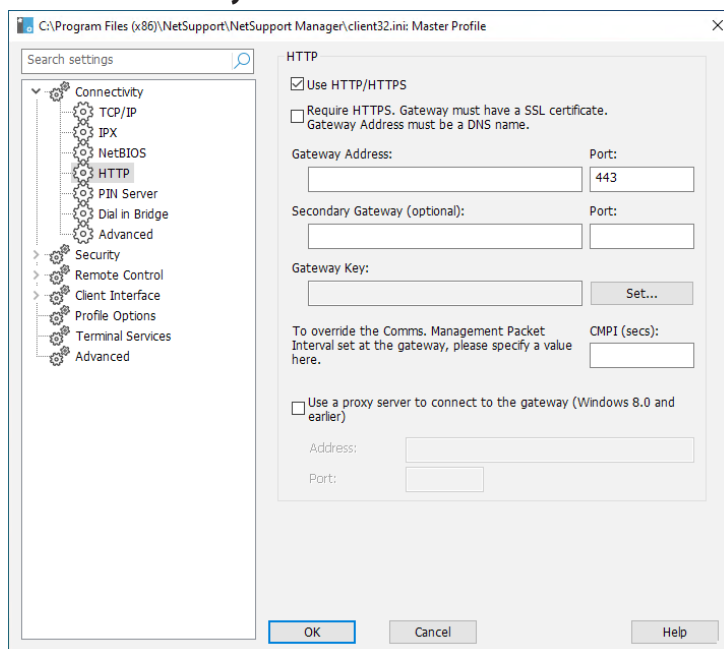 C:\Program Files (x86)\NetSupport\NetSupport Manager\client32.ini: Master Profile
Search settings
Connectivity
TCP/IP
IPX
NetBIOS
HTTP
PIN Server
Dial in Bridge
Advanced
Security
Remote Control
Client Interface
Profile Options
Terminal Services
Advanced
HTTP
Use HTTP/HTTPS
Require HTTPS. Gateway must have a SSL certificate.
Gateway Address must be a DNS name.
Gateway Address: Port:
443
Secondary Gateway (optional): Port:
Gateway Key:
Set...
To override the Comms. Management Packet
Interval set at the gateway, please specify a value
here.
CMPI (secs):
Use a proxy server to connect to the gateway (Windows 8.0 and
earlier)
Address:
Port:
OK Cancel Help